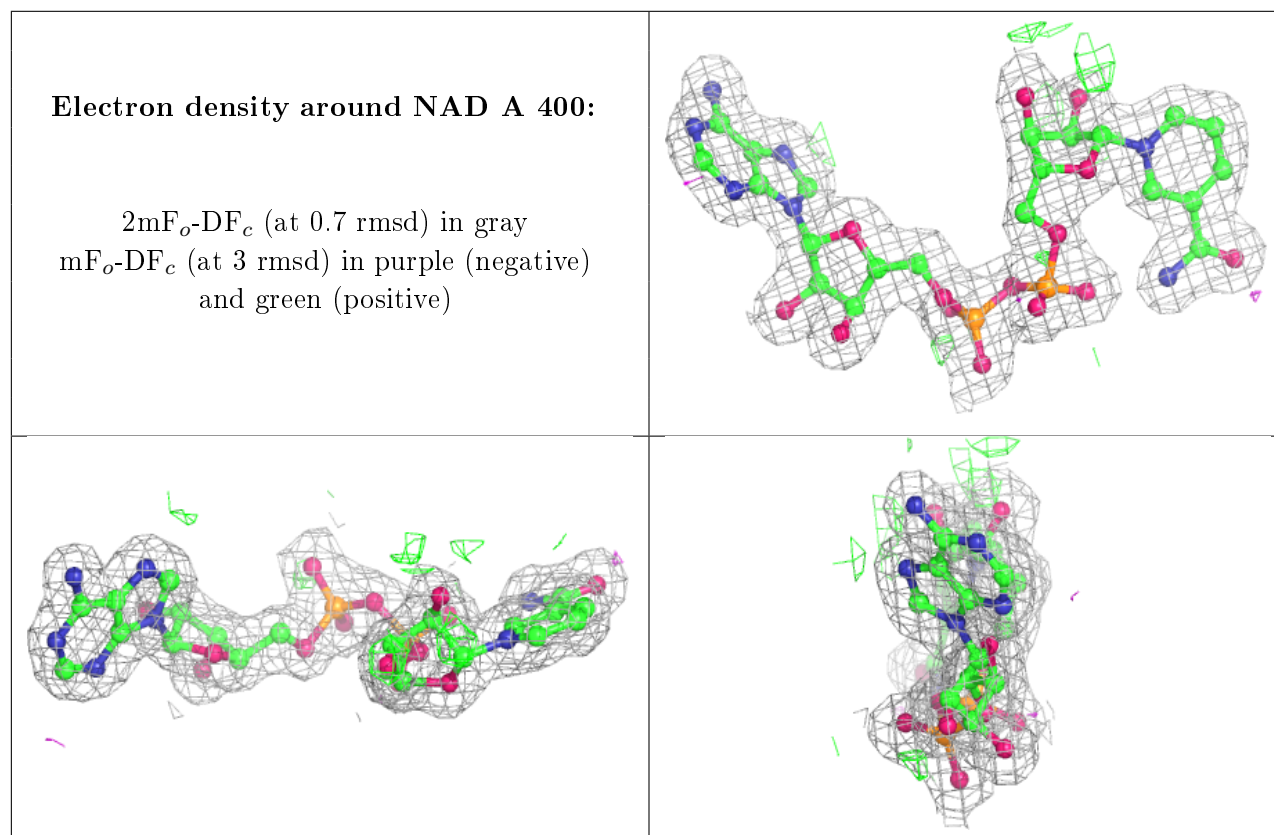 Electron density around NAD A 400:
2mFₒ-DF𝒸 (at 0.7 rmsd) in gray
mFₒ-DF𝒸 (at 3 rmsd) in purple (negative)
and green (positive)